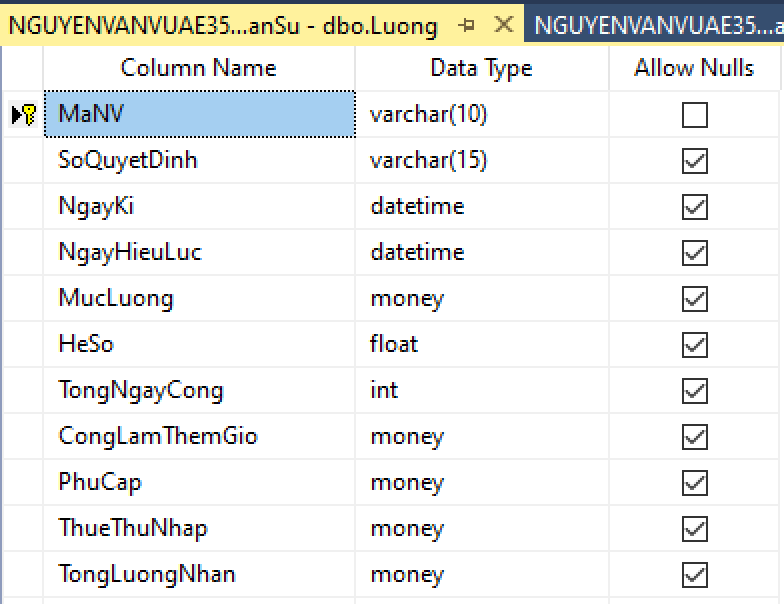 NGUYENVANVUAE35...anSu - dbo.Luong NGUYENVANVUAE35...a
Column Name Data Type Allow Nulls
MaNV varchar(10)
SoQuyetDinh varchar(15)
NgayKi datetime
NgayHieuLuc datetime
MucLuong money
HeSo float
TongNgayCong int
CongLamThemGio money
PhuCap money
ThueThuNhap money
TongLuongNhan money